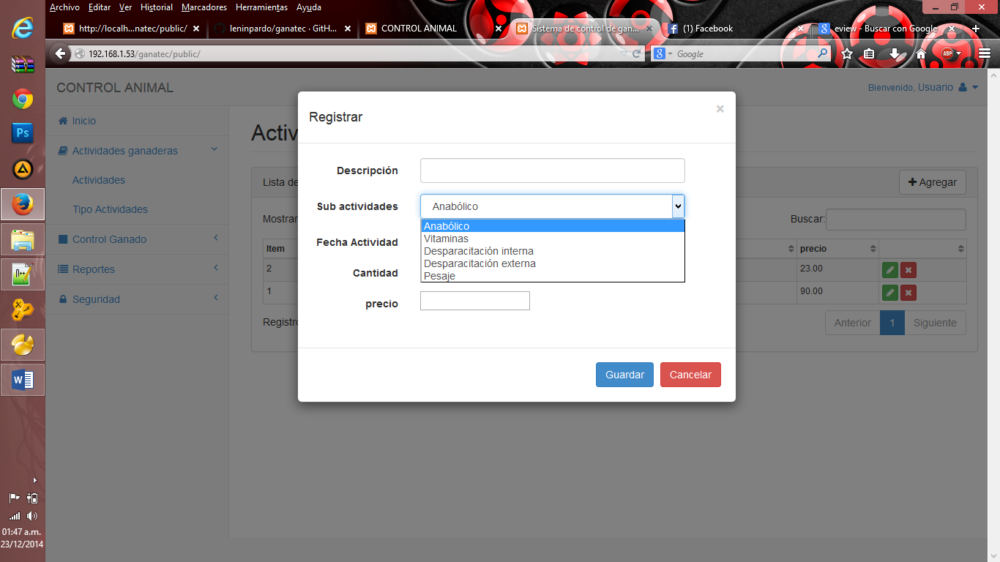 Archivo Editar Ver Historial Marcadores Herramientas Ayuda
http://localh...natec/public/
leninpardo/ganatec · GitH...
CONTROL ANIMAL
Sistema de control de gan...
(1) Facebook
eview - Buscar con Google
192.168.1.53/ganatec/public/
Google
ABP
CONTROL ANIMAL
Bienvenido, Usuario
Inicio
Actividades ganaderas
Actividades
Tipo Actividades
Control Ganado
Reportes
Seguridad
Activ
Lista de
Agregar
Mostrar
Buscar:
Item
precio
2
23.00
1
90.00
Registro
Anterior 1 Siguiente
Registrar
Descripción
Sub actividades
Anabólico
Anabólico
Vitaminas
Desparacitación interna
Desparacitación externa
Pesaje
Fecha Actividad
Cantidad
precio
Guardar
Cancelar
Ps
W
01:47 a.m.
23/12/2014